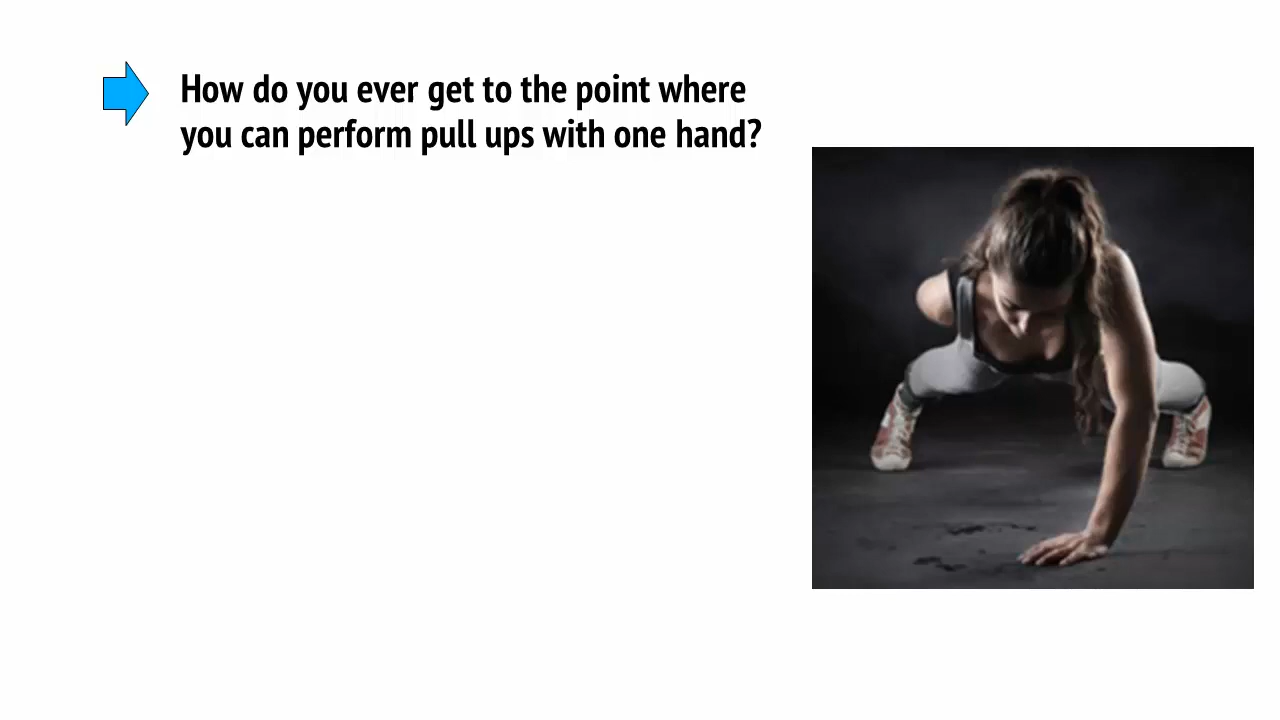 How do you ever get to the point where
you can perform pull ups with one hand?